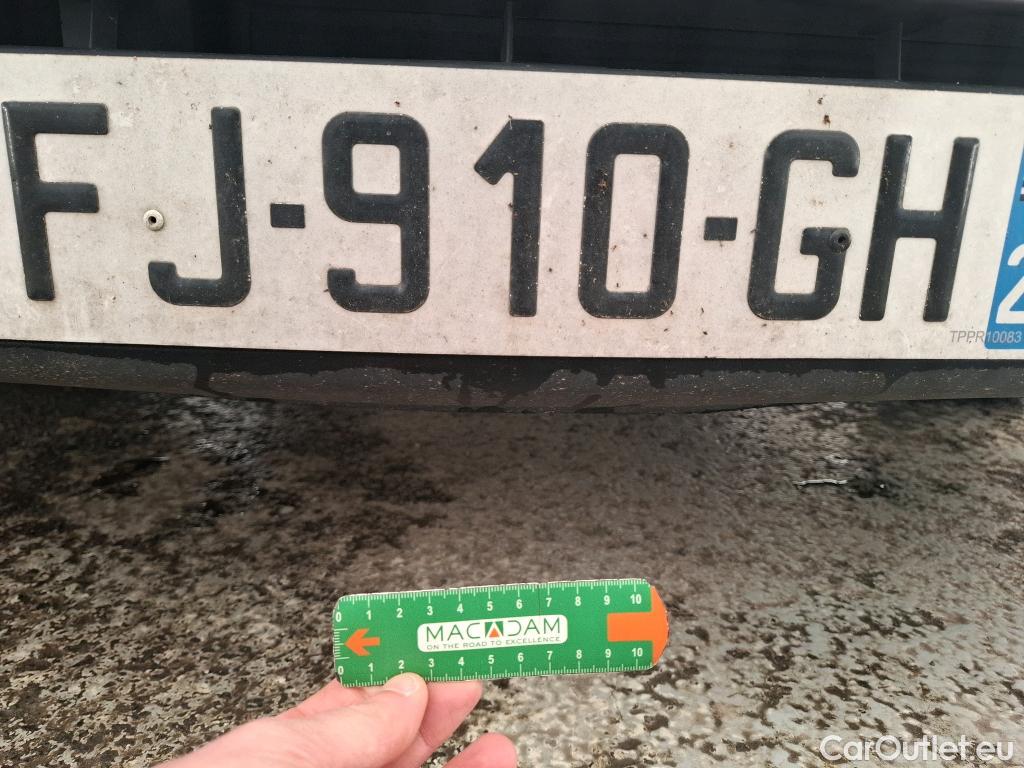 FJ-910-GH
2
TPPR10083
0 1 2 3 4 5 6 7 8 9 10
MACADAM
ON THE ROAD TO EXCELLENCE
0 1 2 3 4 5 6 7 8 9 10
CarOutlet.eu